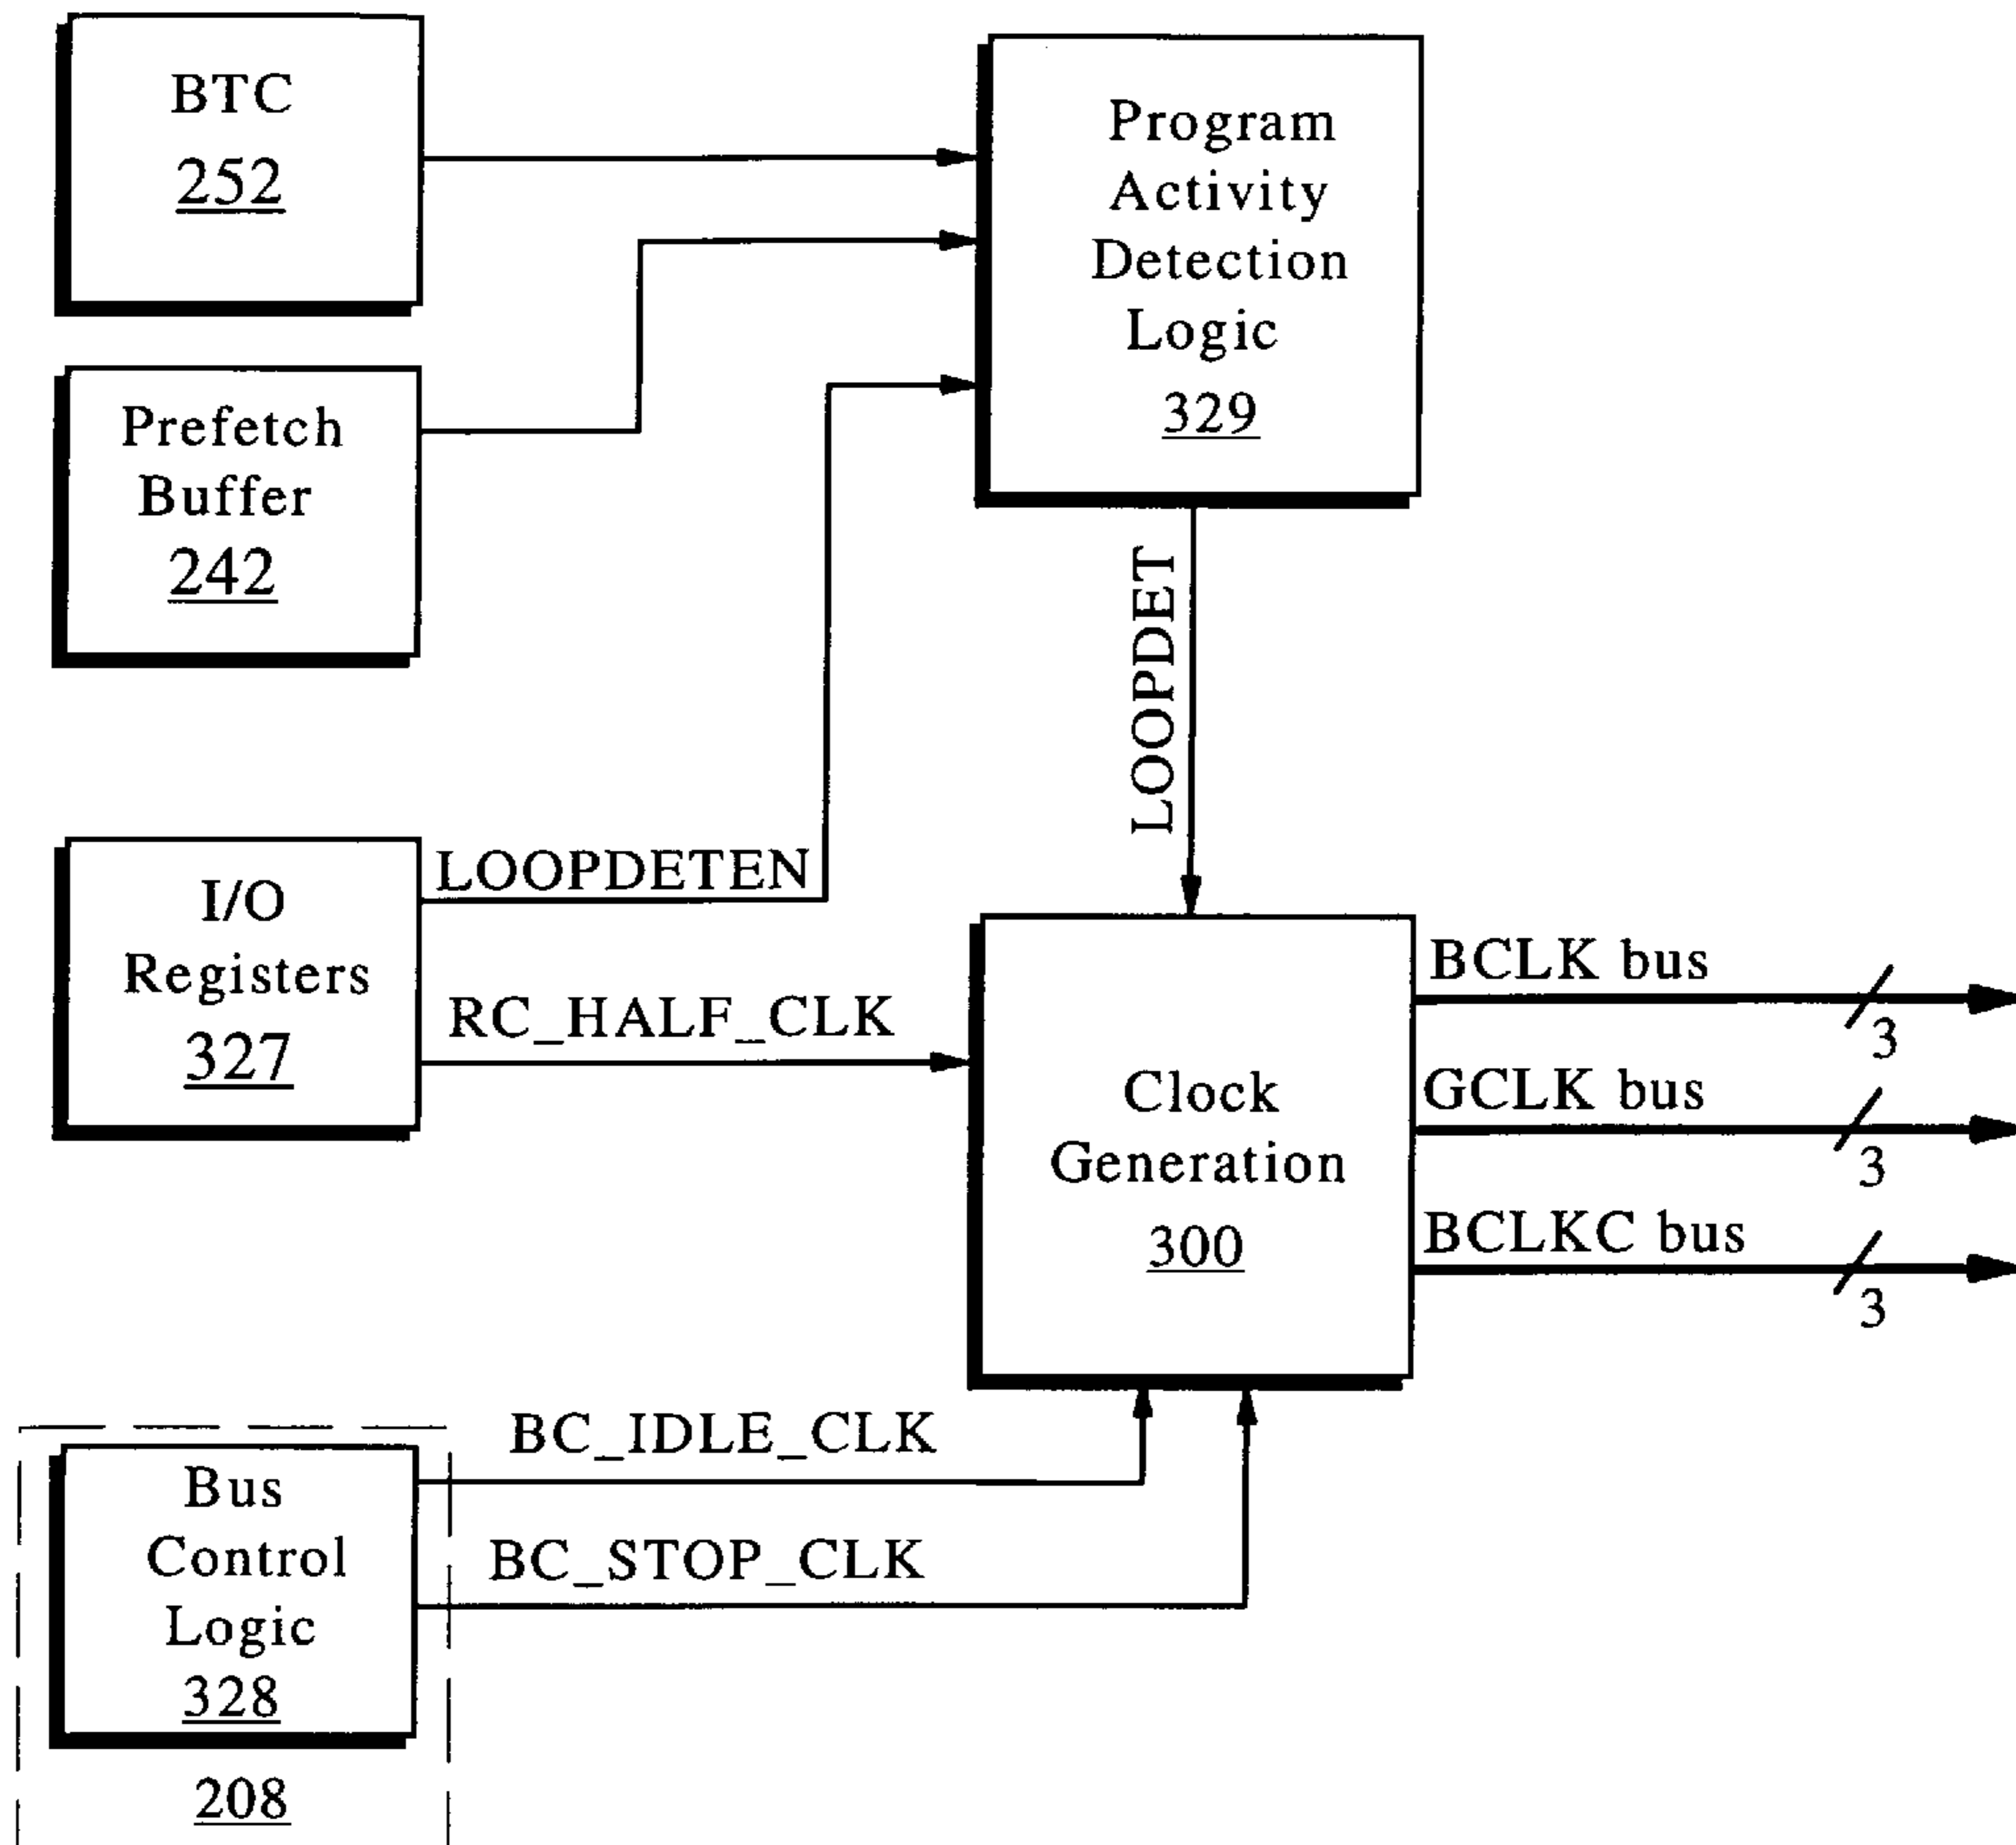 BTC
252
Program
Activity
Detection
Logic
329
Prefetch
Buffer
242
LOOPDET
I/O
Registers
327
LOOPDETEN
RC_HALF_CLK
Clock
Generation
300
BCLK bus
3
GCLK bus
3
BCLKC bus
3
Bus
Control
Logic
328
208
BC_IDLE_CLK
BC_STOP_CLK